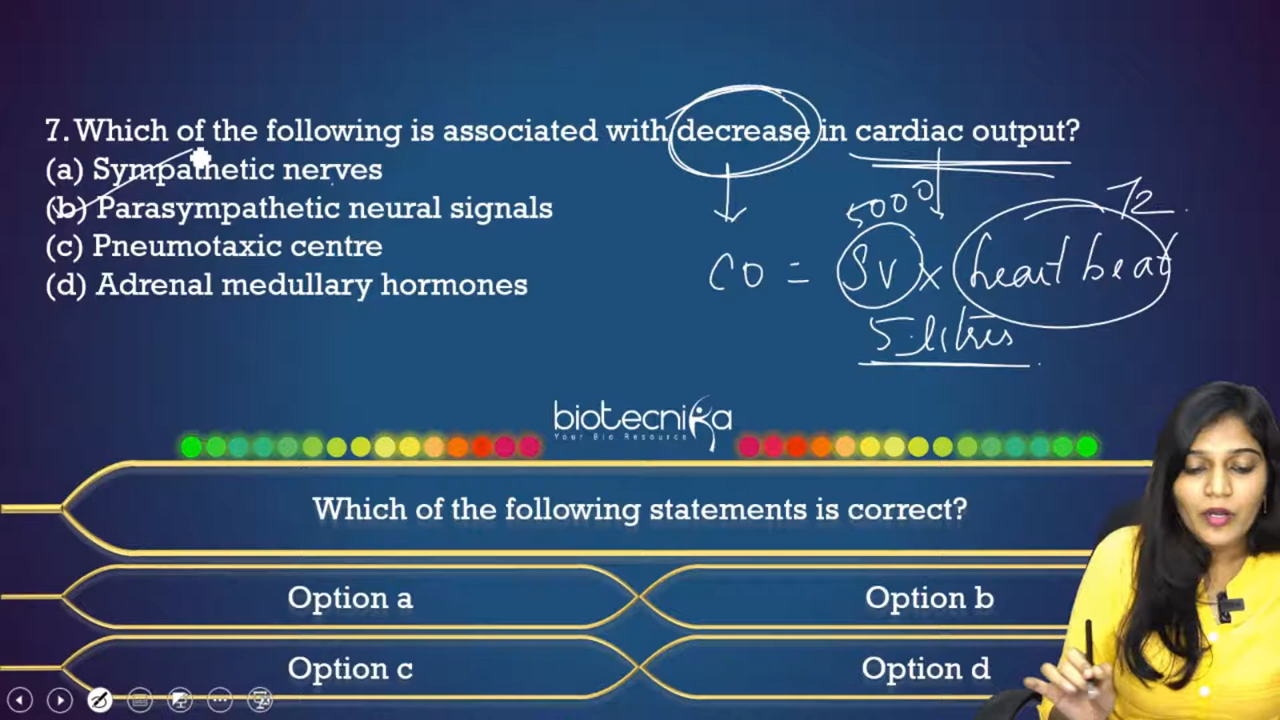 7. Which of the following is associated with decrease in cardiac output?
(a) Sympathetic nerves
(b) Parasympathetic neural signals
(c) Pneumotaxic centre
(d) Adrenal medullary hormones
5000
72
CO = SV x heart beat
5 litres
biotecnika
Your Bio Resource
Which of the following statements is correct?
Option a
Option b
Option c
Option d